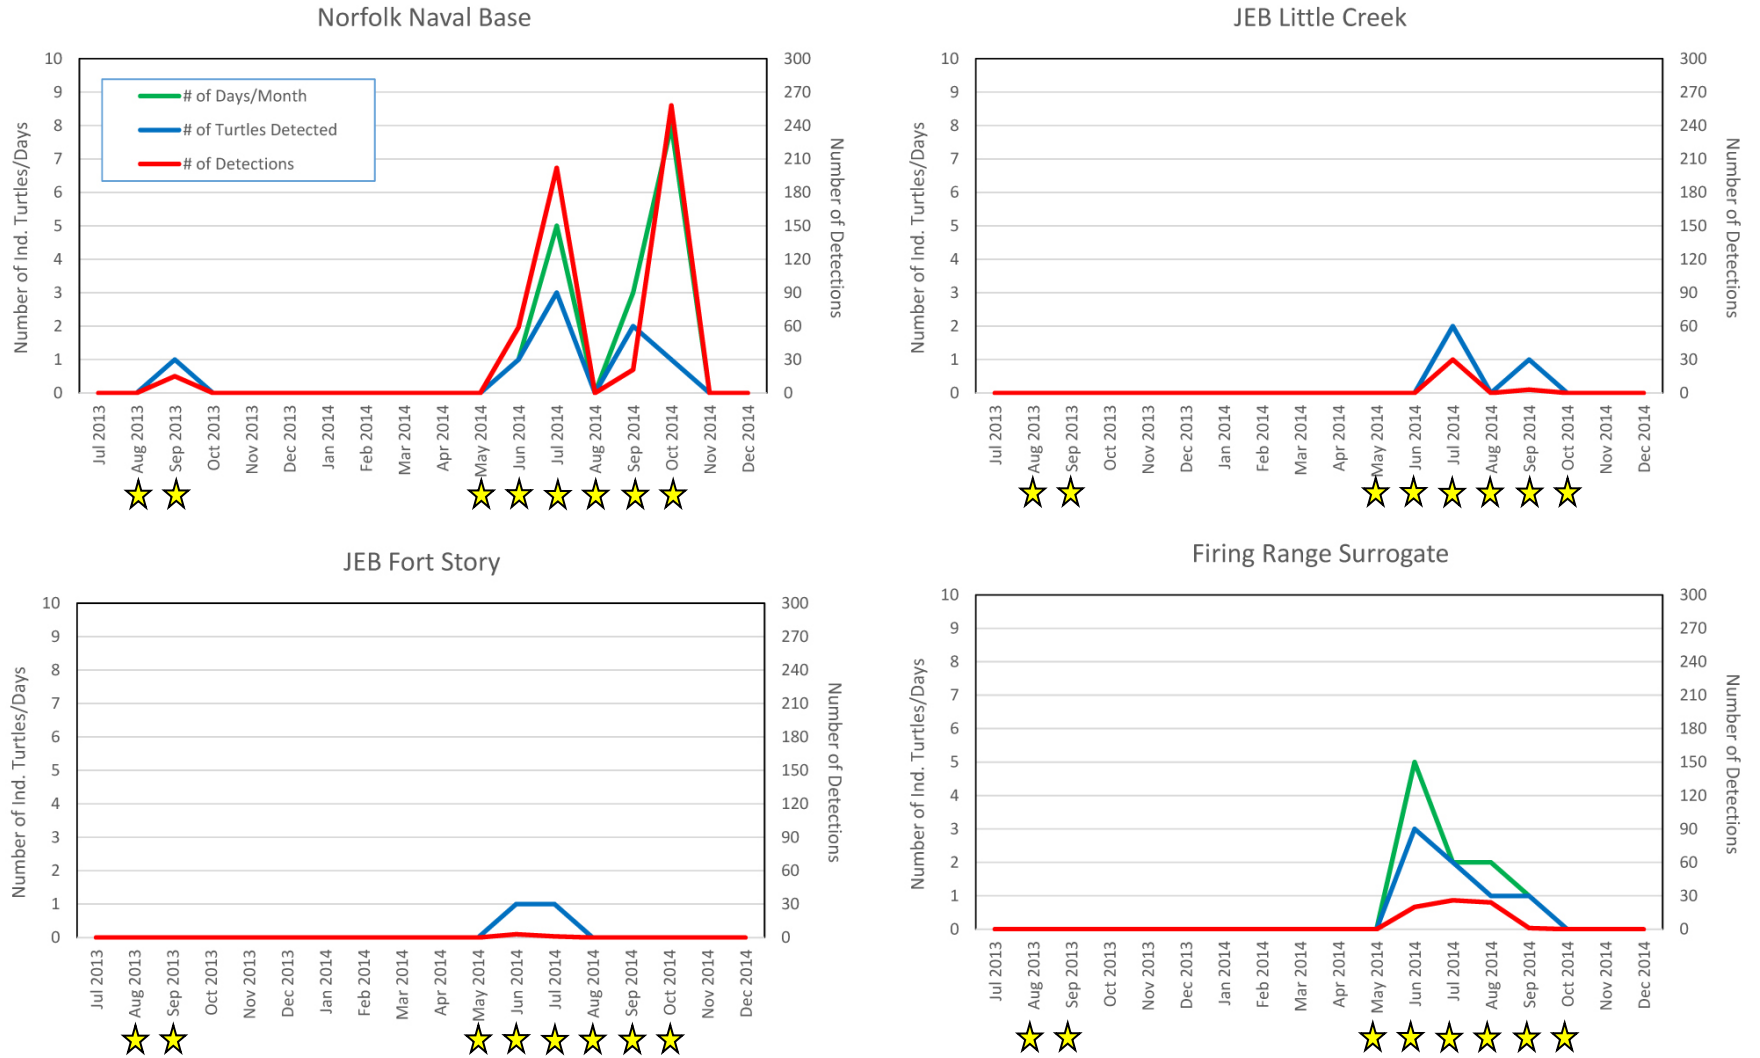 Norfolk Naval Base
10
9
8
7
6
5
4
3
2
1
0
Number of Ind. Turtles/Days
# of Days/Month
# of Turtles Detected
# of Detections
300
270
240
210
180
150
120
90
60
30
0
Number of Detections
Jul 2013
Aug 2013
Sep 2013
Oct 2013
Nov 2013
Dec 2013
Jan 2014
Feb 2014
Mar 2014
Apr 2014
May 2014
Jun 2014
Jul 2014
Aug 2014
Sep 2014
Oct 2014
Nov 2014
Dec 2014
JEB Little Creek
10
9
8
7
6
5
4
3
2
1
0
Number of Ind. Turtles/Days
300
270
240
210
180
150
120
90
60
30
0
Number of Detections
Jul 2013
Aug 2013
Sep 2013
Oct 2013
Nov 2013
Dec 2013
Jan 2014
Feb 2014
Mar 2014
Apr 2014
May 2014
Jun 2014
Jul 2014
Aug 2014
Sep 2014
Oct 2014
Nov 2014
Dec 2014
JEB Fort Story
10
9
8
7
6
5
4
3
2
1
0
Number of Ind. Turtles/Days
300
270
240
210
180
150
120
90
60
30
0
Number of Detections
Jul 2013
Aug 2013
Sep 2013
Oct 2013
Nov 2013
Dec 2013
Jan 2014
Feb 2014
Mar 2014
Apr 2014
May 2014
Jun 2014
Jul 2014
Aug 2014
Sep 2014
Oct 2014
Nov 2014
Dec 2014
Firing Range Surrogate
10
9
8
7
6
5
4
3
2
1
0
Number of Ind. Turtles/Days
300
270
240
210
180
150
120
90
60
30
0
Number of Detections
Jul 2013
Aug 2013
Sep 2013
Oct 2013
Nov 2013
Dec 2013
Jan 2014
Feb 2014
Mar 2014
Apr 2014
May 2014
Jun 2014
Jul 2014
Aug 2014
Sep 2014
Oct 2014
Nov 2014
Dec 2014